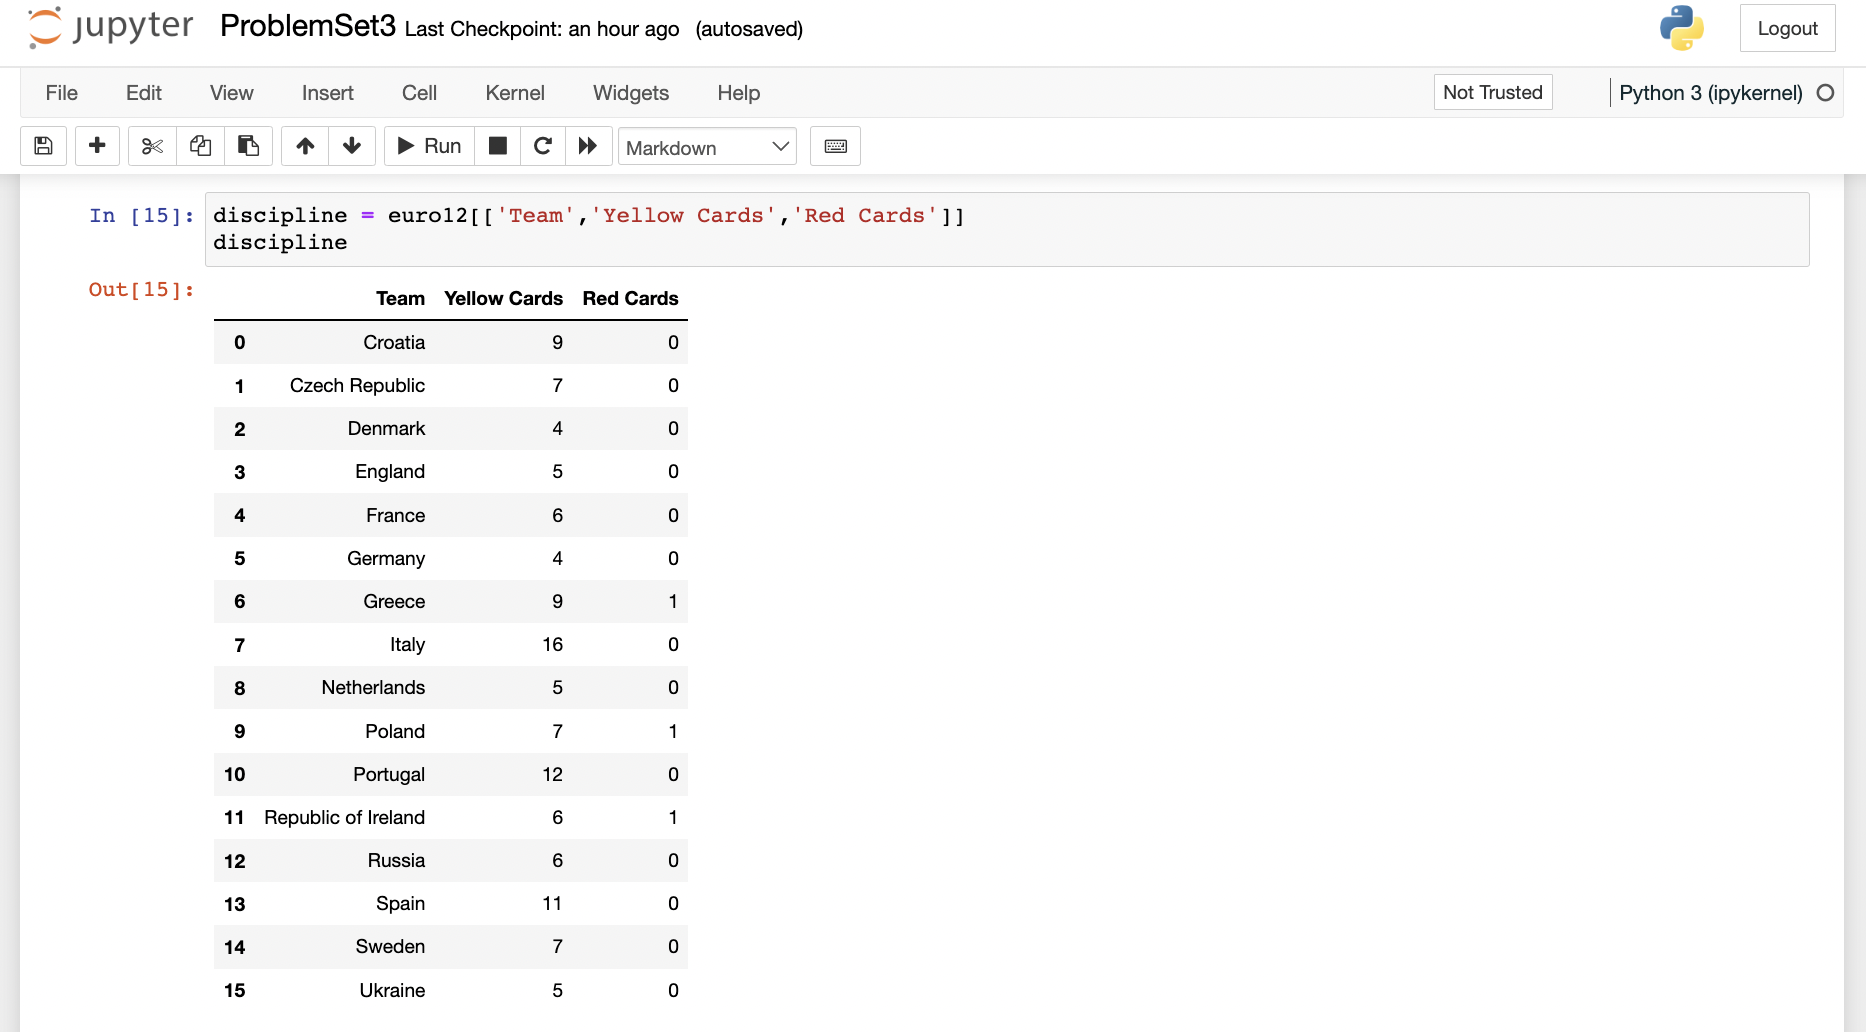 jupyter ProblemSet3 Last Checkpoint: an hour ago (autosaved) Logout
File Edit View Insert Cell Kernel Widgets Help Not Trusted Python 3 (ipykernel)
Run Markdown
In [15]: discipline = euro12[['Team','Yellow Cards','Red Cards']]
discipline
Out[15]:
Team Yellow Cards Red Cards
0 Croatia 9 0
1 Czech Republic 7 0
2 Denmark 4 0
3 England 5 0
4 France 6 0
5 Germany 4 0
6 Greece 9 1
7 Italy 16 0
8 Netherlands 5 0
9 Poland 7 1
10 Portugal 12 0
11 Republic of Ireland 6 1
12 Russia 6 0
13 Spain 11 0
14 Sweden 7 0
15 Ukraine 5 0